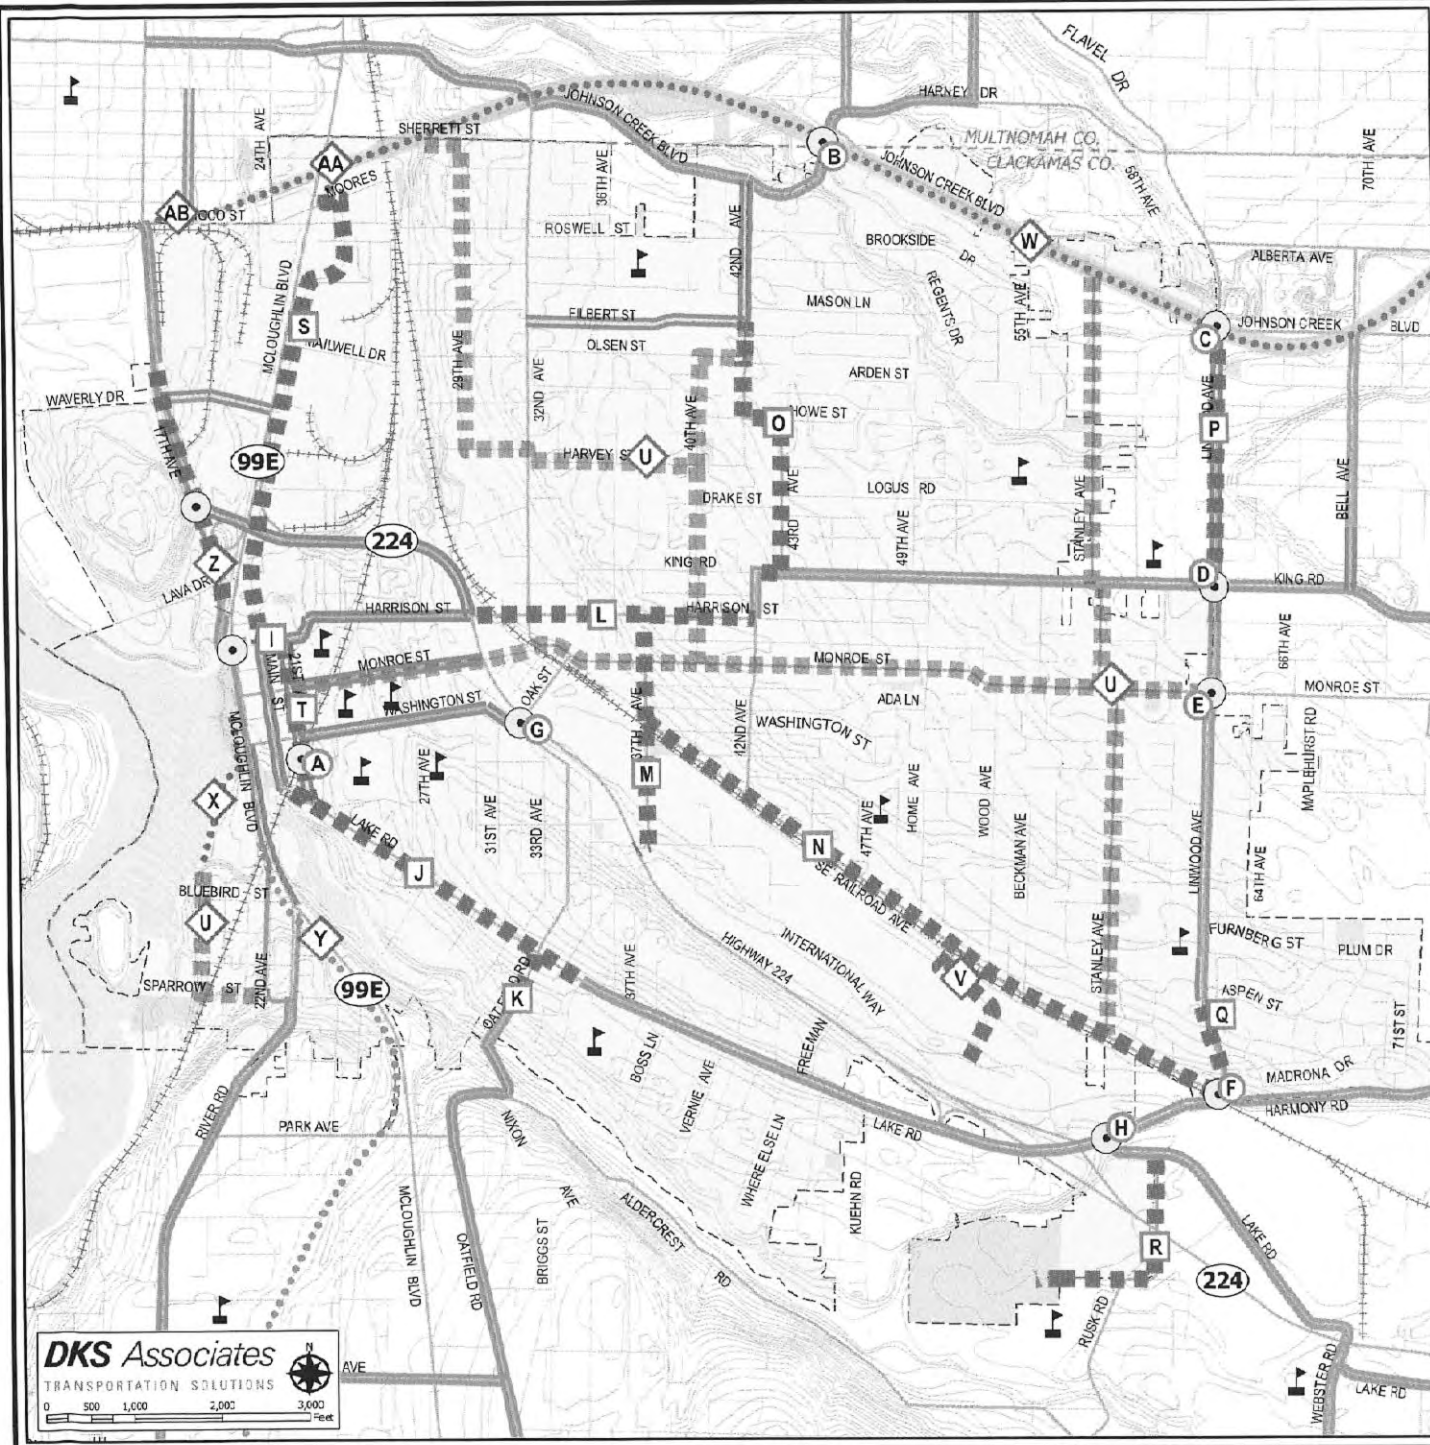 FLAVEL DR
HARNEY DR
JOHNSON CREEK BLVD
SHERRETT ST
24TH AVE
MULTNOMAH CO.
CLACKAMAS CO.
70TH AVE
B
AA
MOORES
36TH AVE
JOHNSON CREEK BLVD
58TH AVE
AB
OCO ST
ROSWELL ST
42ND AVE
BROOKSIDE DR
W
ALBERTA AVE
MCLOUGHLIN BLVD
REGENTS DR
55TH AVE
MASON LN
FILBERT ST
S
JOHNSON CREEK BLVD
C
OLSEN ST
29TH AVE
32ND AVE
ARDEN ST
WAVERLY DR
40TH AVE
HOWE ST
O
P
17TH AVE
99E
HARVEY S
U
BELL AVE
DRAKE ST
43RD AVE
LOGUS RD
49TH AVE
STANLEY AVE
224
KING RD
Z
D
KING RD
LAVA DR
HARRISON ST
L
HARRISON ST
I
MAIN ST
21ST
MONROE ST
MONROE ST
66TH AVE
U
MONROE ST
E
OAK ST
WASHINGTON ST
ADA LN
T
G
37TH AVE
42ND AVE
WASHINGTON ST
MAPLEHURST RD
MCLOUGHLIN BLVD
A
27TH AVE
M
X
31ST AVE
33RD AVE
47TH AVE
HOME AVE
WOOD AVE
BECKMAN AVE
LINWOOD AVE
64TH AVE
LAKE RD
J
N
SE RAILROAD AVE
BLUEBIRD ST
U
Y
HIGHWAY 224
INTERNATIONAL WAY
STANLEY AVE
FURNBERG ST
PLUM DR
V
SPARROW ST
22ND AVE
99E
K
37TH AVE
ASPEN ST
Q
71ST ST
FREEMAN
BOSS LN
VERNIE AVE
MADRONA DR
F
HARMONY RD
RIVER RD
PARK AVE
NIXON AVE
LAKE RD
H
WHERE ELSE LN
KUEHN RD
ALDERCREST RD
MCLOUGHLIN BLVD
OATFIELD RD
BRIGGS ST
LAKE RD
R
224
RUSK RD
WEBSTER RD
LAKE RD
DKS Associates
TRANSPORTATION SOLUTIONS
N
AVE
0 500 1,000 2,000 3,000
Feet